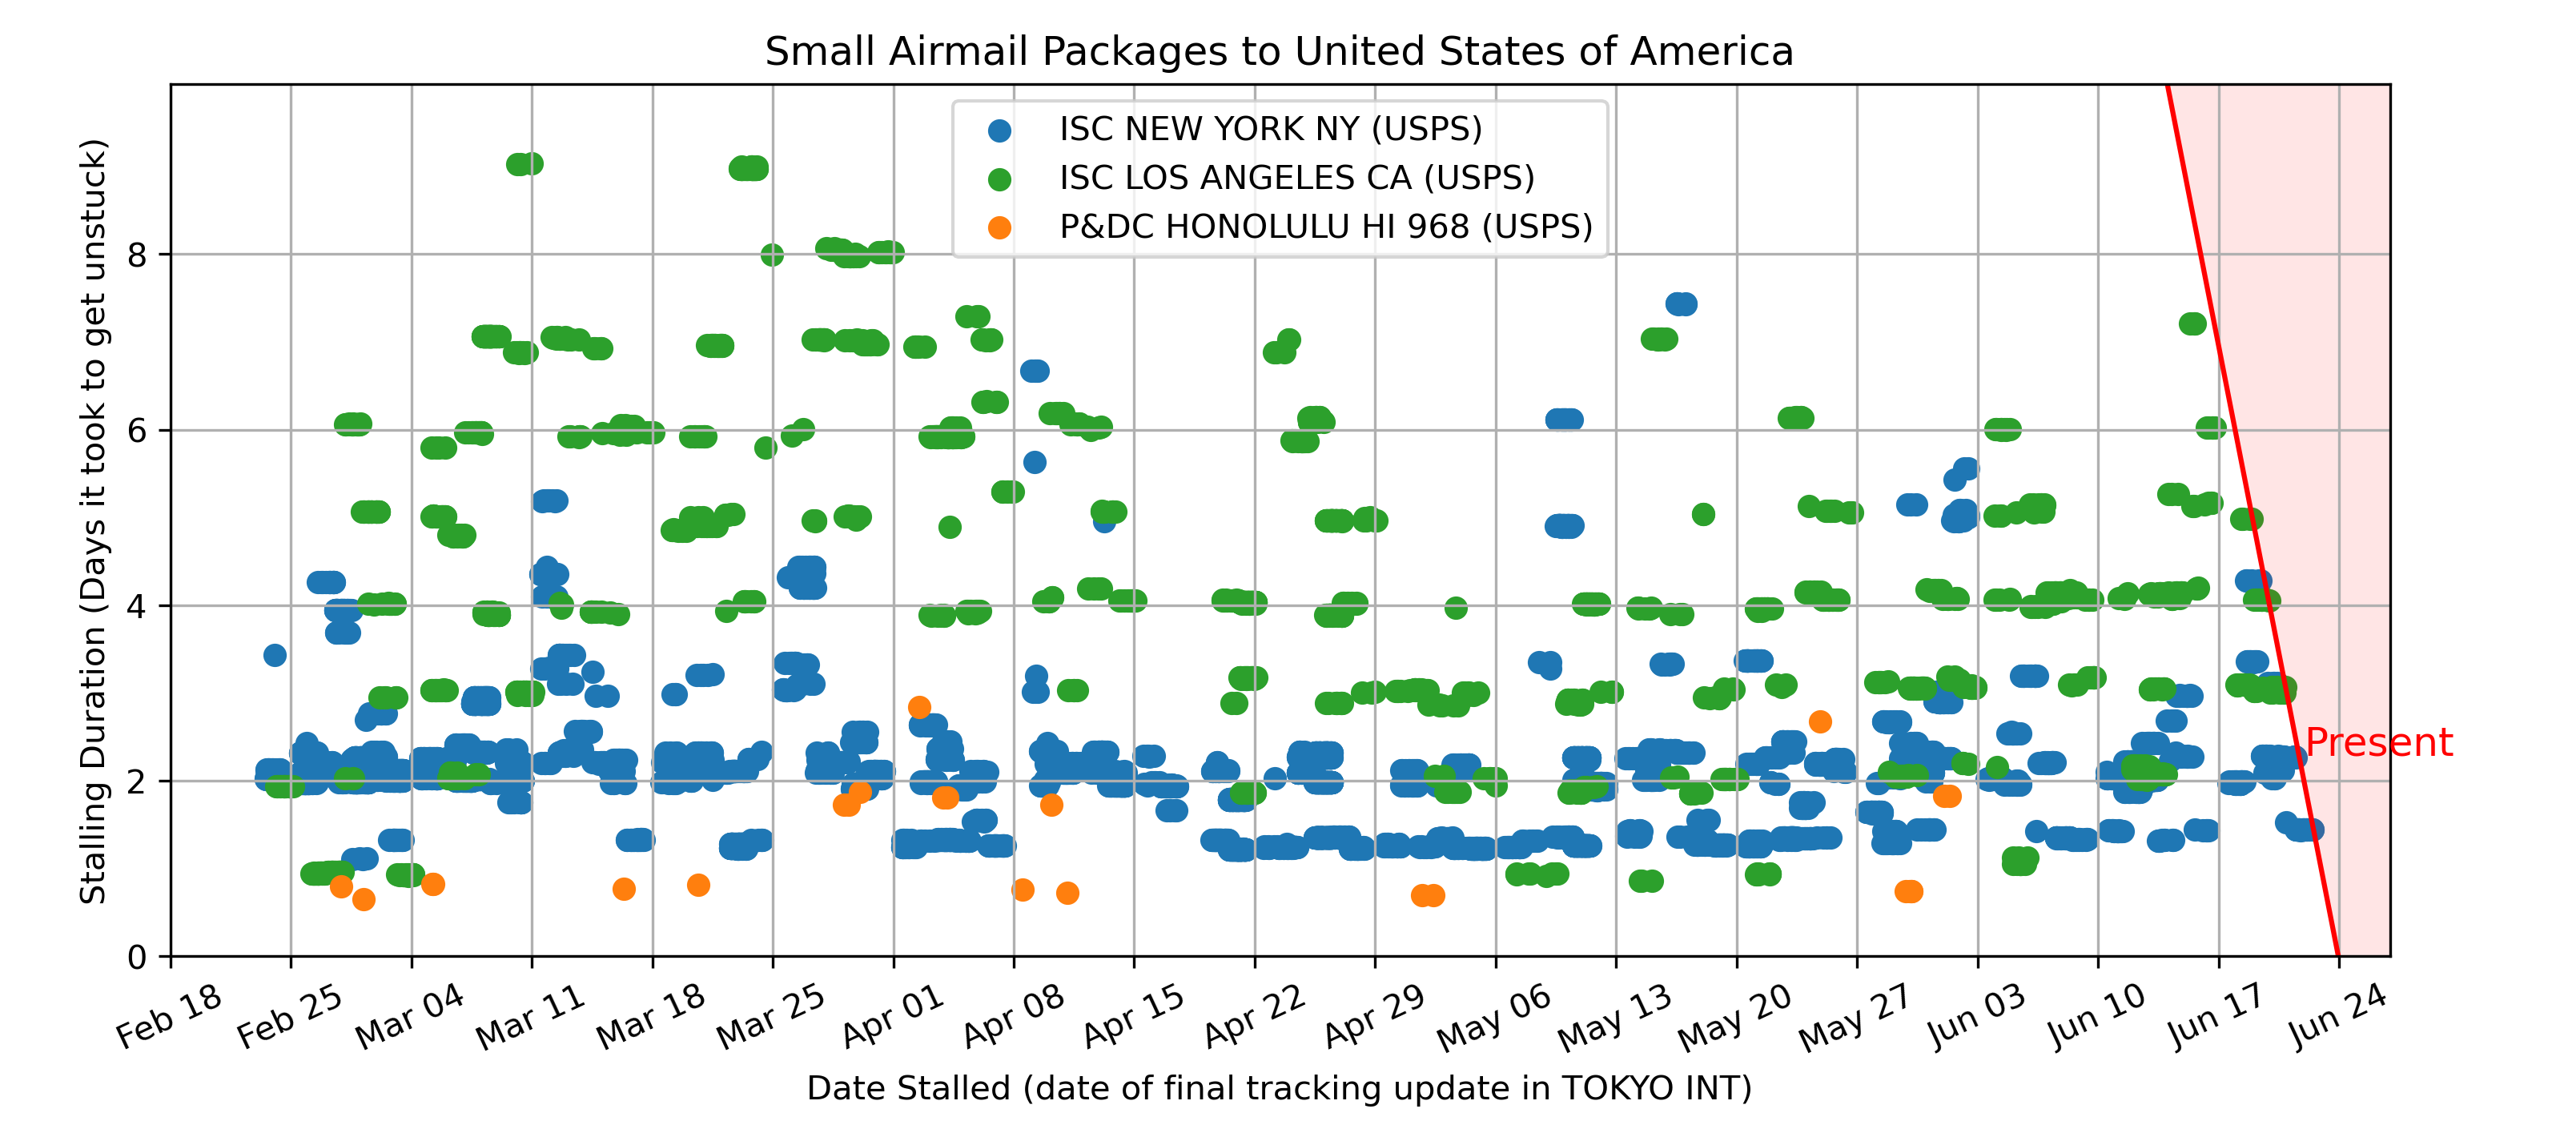 Small Airmail Packages to United States of America
ISC NEW YORK NY (USPS)
ISC LOS ANGELES CA (USPS)
P&DC HONOLULU HI 968 (USPS)
Stalling Duration (Days it took to get unstuck)
8
6
4
2
0
Present
Feb 18
Feb 25
Mar 04
Mar 11
Mar 18
Mar 25
Apr 01
Apr 08
Apr 15
Apr 22
Apr 29
May 06
May 13
May 20
May 27
Jun 03
Jun 10
Jun 17
Jun 24
Date Stalled (date of final tracking update in TOKYO INT)